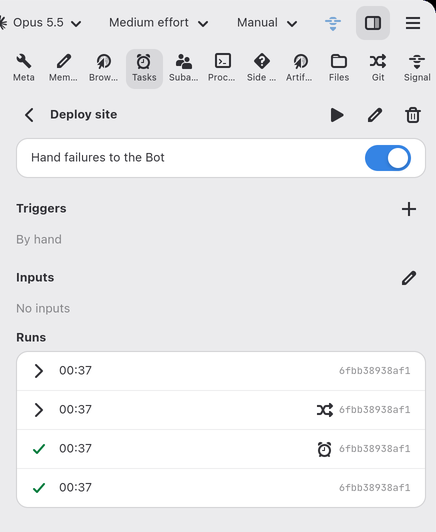 Opus 5.5 Medium effort Manual
Meta Mem... Brow... Tasks Suba... Proc... Side ... Artif... Files Git Signal
Deploy site
Hand failures to the Bot
Triggers
By hand
Inputs
No inputs
Runs
00:37 6fbb38938af1
00:37 6fbb38938af1
00:37 6fbb38938af1
00:37 6fbb38938af1